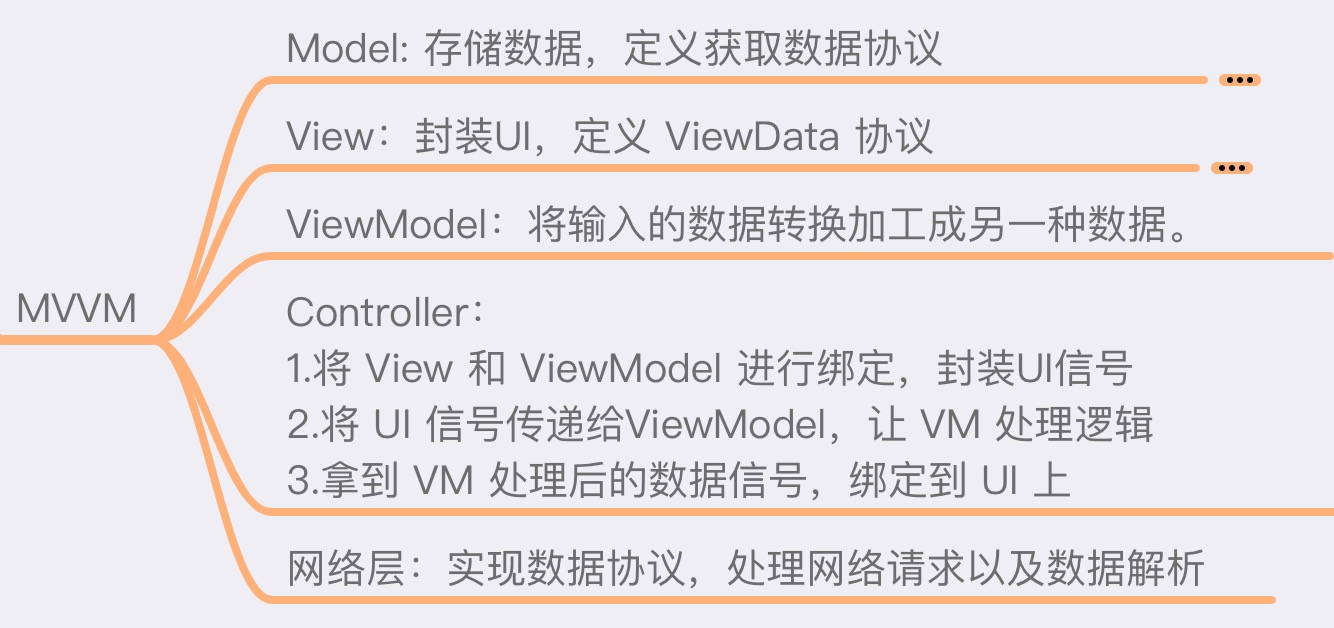 Model: 存储数据，定义获取数据协议
View：封装UI，定义 ViewData 协议
ViewModel：将输入的数据转换加工成另一种数据。
MVVM
Controller：
1.将 View 和 ViewModel 进行绑定，封装UI信号
2.将 UI 信号传递给ViewModel，让 VM 处理逻辑
3.拿到 VM 处理后的数据信号，绑定到 UI 上
网络层：实现数据协议，处理网络请求以及数据解析